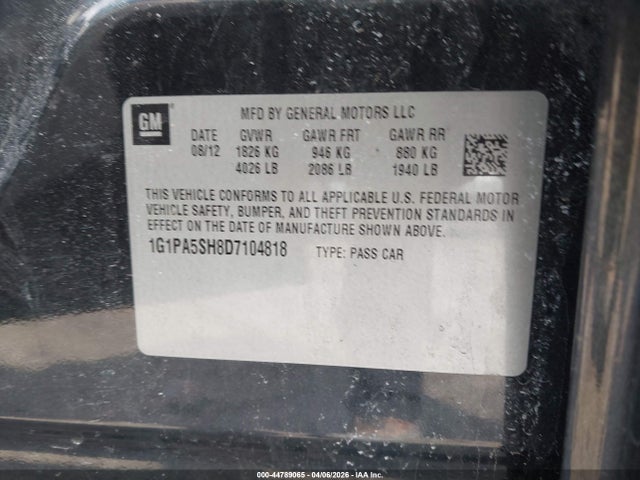 GM
MFD BY GENERAL MOTORS LLC
DATE GVWR GAWR FRT GAWR RR
08/12 1826 KG 946 KG 880 KG
4026 LB 2086 LB 1940 LB
THIS VEHICLE CONFORMS TO ALL APPLICABLE U.S. FEDERAL MOTOR
VEHICLE SAFETY, BUMPER, AND THEFT PREVENTION STANDARDS IN
EFFECT ON THE DATE OF MANUFACTURE SHOWN ABOVE.
1G1PA5SH8D7104818 TYPE: PASS CAR
000-44789065 - 04/06/2026 - IAA Inc.